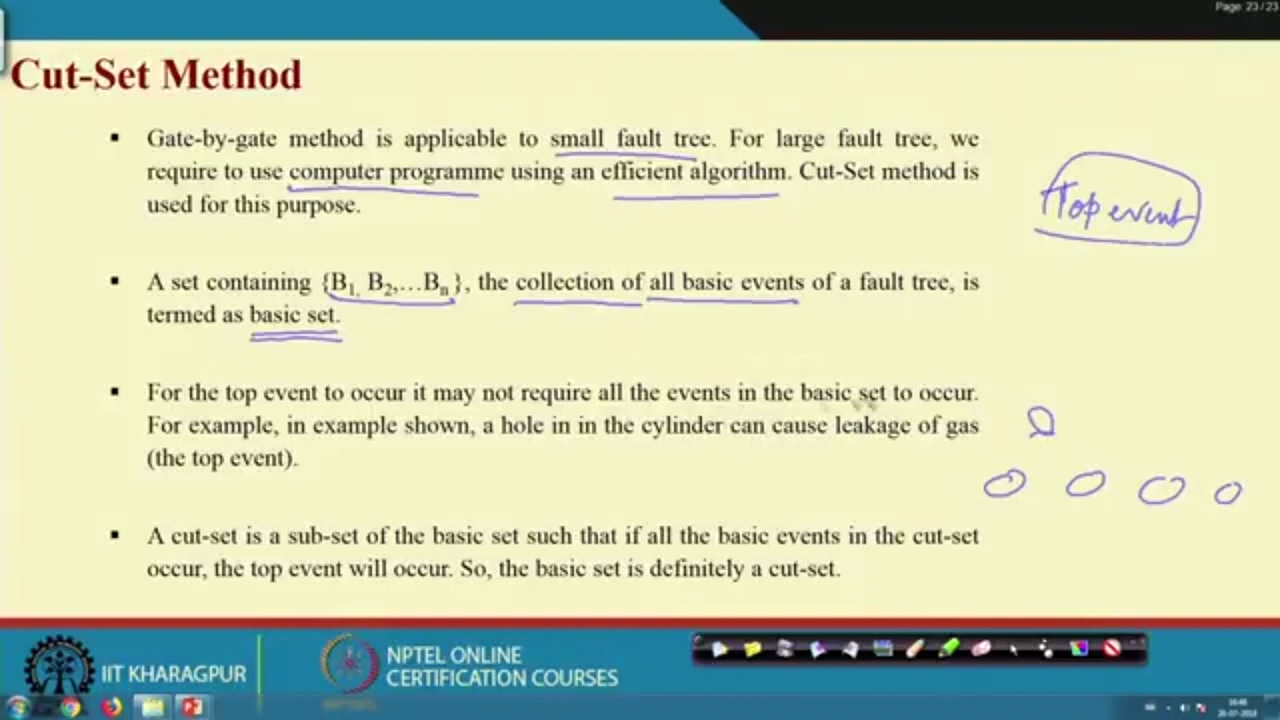 Page: 23/23
Cut-Set Method
▪ Gate-by-gate method is applicable to small fault tree. For large fault tree, we
require to use computer programme using an efficient algorithm. Cut-Set method is
used for this purpose.
Top event
▪ A set containing {B1, B2,…Bn}, the collection of all basic events of a fault tree, is
termed as basic set.
▪ For the top event to occur it may not require all the events in the basic set to occur.
For example, in example shown, a hole in in the cylinder can cause leakage of gas
(the top event).
▪ A cut-set is a sub-set of the basic set such that if all the basic events in the cut-set
occur, the top event will occur. So, the basic set is definitely a cut-set.
IIT KHARAGPUR
NPTEL ONLINE
CERTIFICATION COURSES